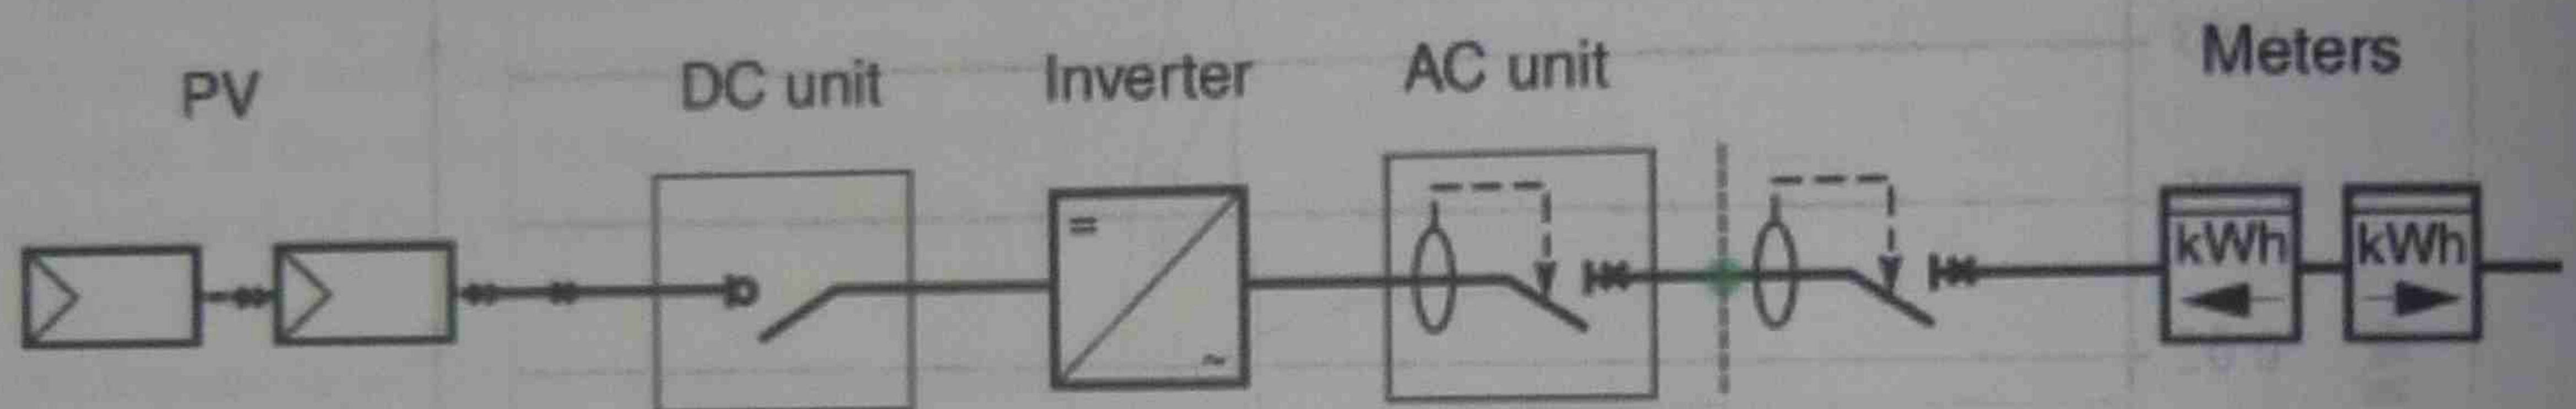 PV
DC unit
Inverter
AC unit
Meters
=
~
kWh
kWh